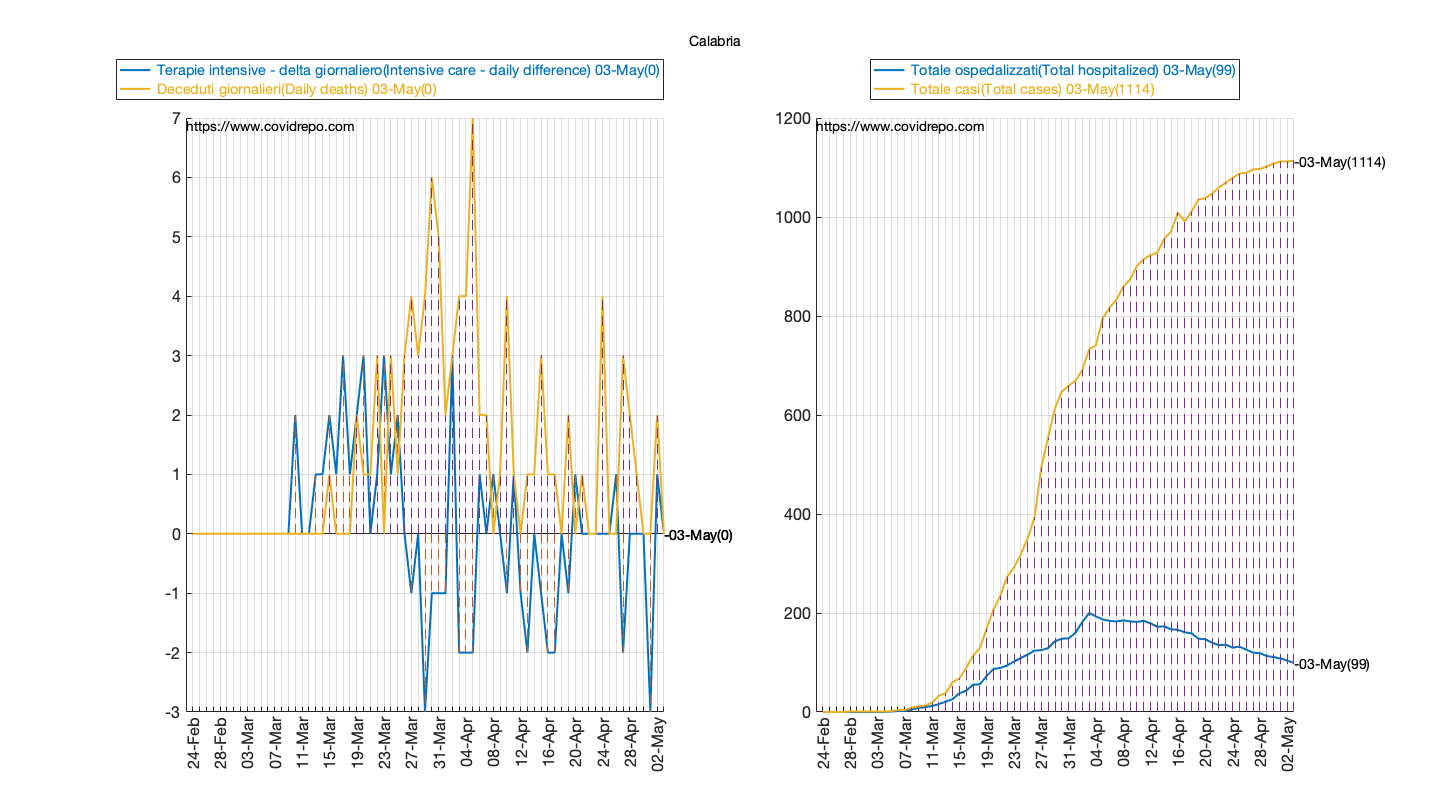 Calabria
Terapie intensive - delta giornaliero(Intensive care - daily difference) 03-May(0)
Deceduti giornalieri(Daily deaths) 03-May(0)
https://www.covidrepo.com
7
6
5
4
3
2
1
0
-1
-2
-3
-03-May(0)
24-Feb
28-Feb
03-Mar
07-Mar
11-Mar
15-Mar
19-Mar
23-Mar
27-Mar
31-Mar
04-Apr
08-Apr
12-Apr
16-Apr
20-Apr
24-Apr
28-Apr
02-May
Totale ospedalizzati(Total hospitalized) 03-May(99)
Totale casi(Total cases) 03-May(1114)
https://www.covidrepo.com
1200
1000
800
600
400
200
0
-03-May(1114)
-03-May(99)
24-Feb
28-Feb
03-Mar
07-Mar
11-Mar
15-Mar
19-Mar
23-Mar
27-Mar
31-Mar
04-Apr
08-Apr
12-Apr
16-Apr
20-Apr
24-Apr
28-Apr
02-May